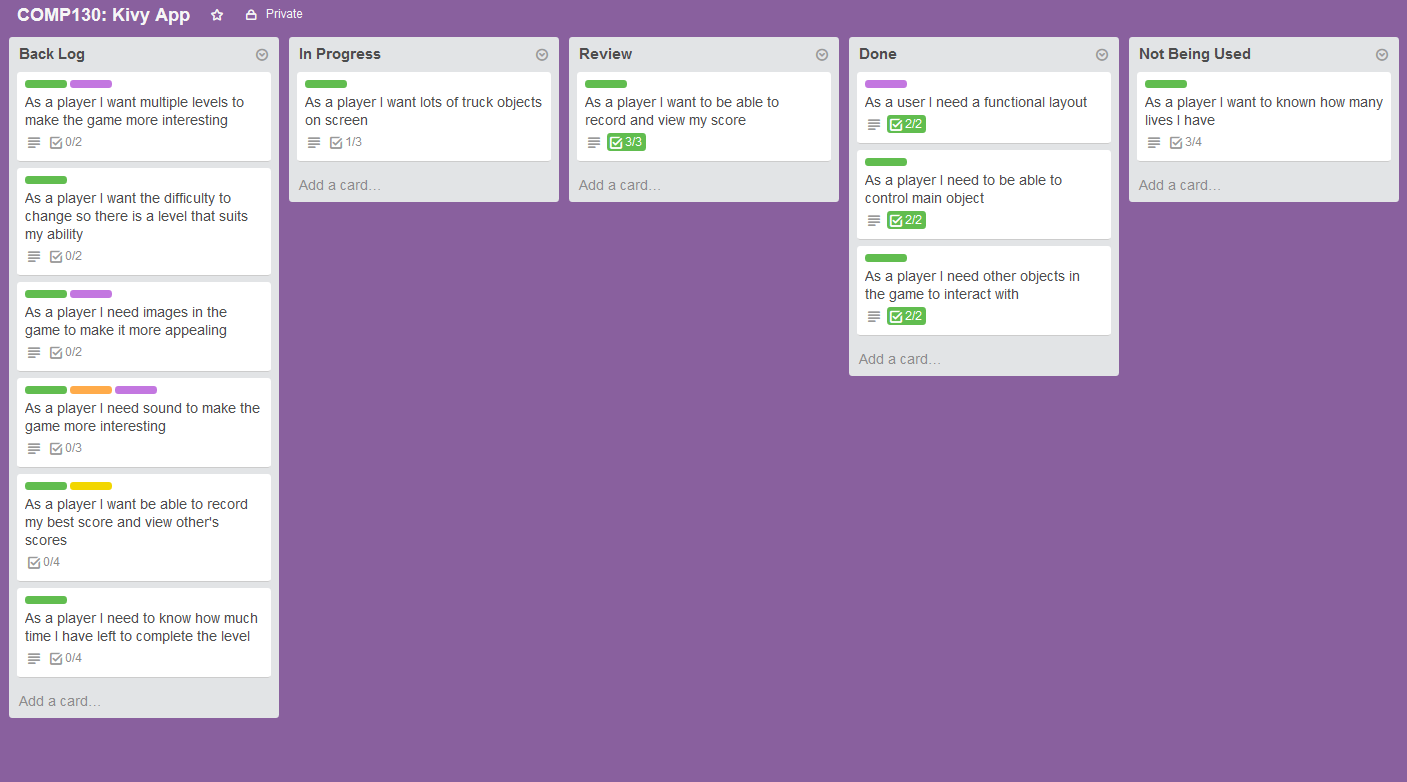 COMP130: Kivy App Private
Back Log
As a player I want multiple levels to
make the game more interesting
0/2
As a player I want the difficulty to
change so there is a level that suits
my ability
0/2
As a player I need images in the
game to make it more appealing
0/2
As a player I need sound to make the
game more interesting
0/3
As a player I want be able to record
my best score and view other's
scores
0/4
As a player I need to know how much
time I have left to complete the level
0/4
Add a card...
In Progress
As a player I want lots of truck objects
on screen
1/3
Add a card...
Review
As a player I want to be able to
record and view my score
3/3
Add a card...
Done
As a user I need a functional layout
2/2
As a player I need to be able to
control main object
2/2
As a player I need other objects in
the game to interact with
2/2
Add a card...
Not Being Used
As a player I want to known how many
lives I have
3/4
Add a card...